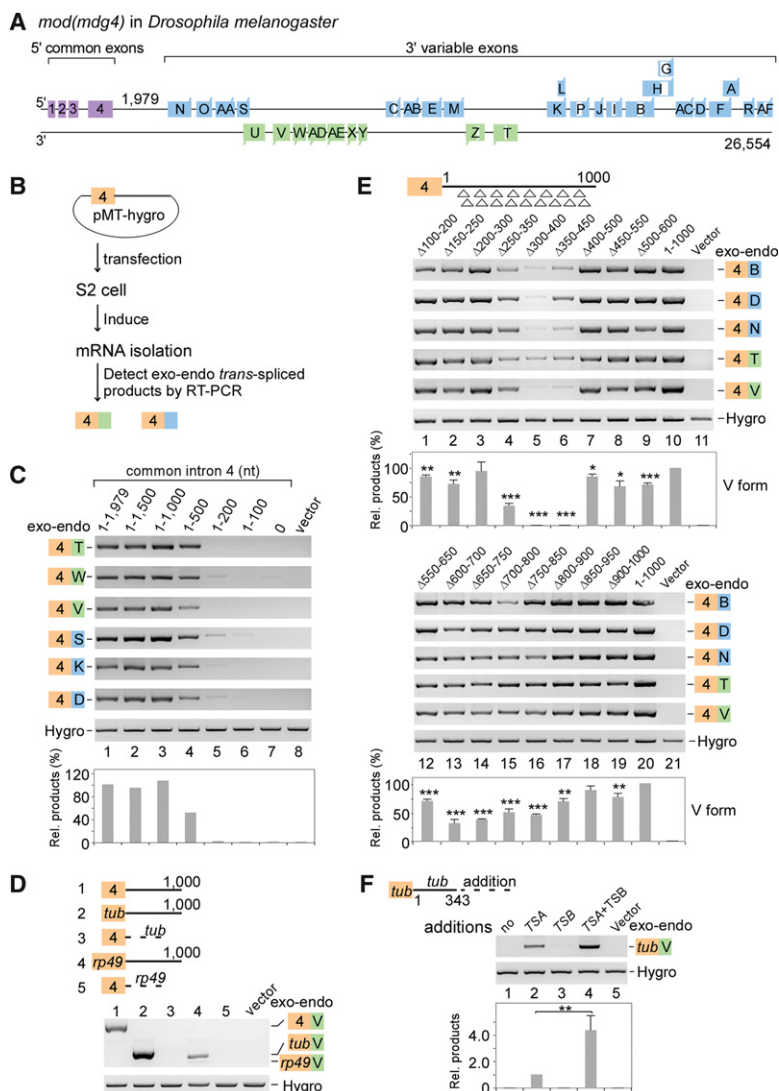 A
mod(mdg4) in Drosophila melanogaster
5' common exons
3' variable exons
G
L H A
5' 1 2 3 4 1,979 N O AA S C AB E M K P J I B AC D F R AF
3' U V W AD AE X Y Z T 26,554
B
4
pMT-hygro
transfection
S2 cell
Induce
mRNA isolation
Detect exo-endo trans-spliced
products by RT-PCR
4 4
C
common intron 4 (nt)
exo-endo 1-1,979 1-1,500 1-1,000 1-500 1-200 1-100 0 vector
4 T
4 W
4 V
4 S
4 K
4 D
Hygro
1 2 3 4 5 6 7 8
Rel. products (%)
120
80
40
0
D
1 4 1,000
2 tub 1,000
3 4 tub
4 rp49 1,000
5 4 rp49
1 2 3 4 5 vector
exo-endo
4 V
tub V
rp49 V
Hygro
E
4 1 1000
Δ100-200 Δ150-250 Δ200-300 Δ250-350 Δ300-400 Δ350-450 Δ400-500 Δ450-550 Δ500-600 1-1000 Vector
exo-endo
4 B
4 D
4 N
4 T
4 V
Hygro
1 2 3 4 5 6 7 8 9 10 11
Rel. products (%)
100
50
0
** ** *** *** *** * * ***
V form
Δ550-650 Δ600-700 Δ650-750 Δ700-800 Δ750-850 Δ800-900 Δ850-950 Δ900-1000 1-1000 Vector
exo-endo
4 B
4 D
4 N
4 T
4 V
Hygro
12 13 14 15 16 17 18 19 20 21
Rel. products (%)
100
50
0
*** *** *** *** *** ** **
V form
F
tub tub addition
1 343
additions no TSA TSB TSA+TSB Vector
exo-endo
tub V
Hygro
1 2 3 4 5
Rel. products
4.0
2.0
0
**